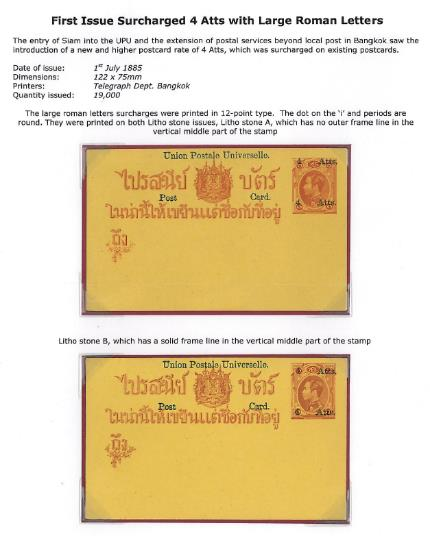 First Issue Surcharged 4 Atts with Large Roman Letters
The entry of Siam into the UPU and the extension of postal services beyond local post in Bangkok saw the
introduction of a new and higher postcard rate of 4 Atts, which was surcharged on existing postcards.
Date of issue: 1st July 1885
Dimensions: 122 x 75mm
Printers: Telegraph Dept. Bangkok
Quantity issued: 19,000
The large roman letters surcharges were printed in 12-point type. The dot on the 'i' and periods are
round. They were printed on both Litho stone issues, Litho stone A, which has no outer frame line in the
vertical middle part of the stamp
Union Postale Universelle.
4 Atts.
ไปรสนีย์ บัตร์
Post Card.
4 Atts.
ในน่านี้ให้เขียนแต่ชื่อกับที่อยู่
ถึง
Litho stone B, which has a solid frame line in the vertical middle part of the stamp
Union Postale Universelle.
4 Atts.
ไปรสนีย์ บัตร์
Post Card.
4 Atts.
ในน่านี้ให้เขียนแต่ชื่อกับที่อยู่
ถึง